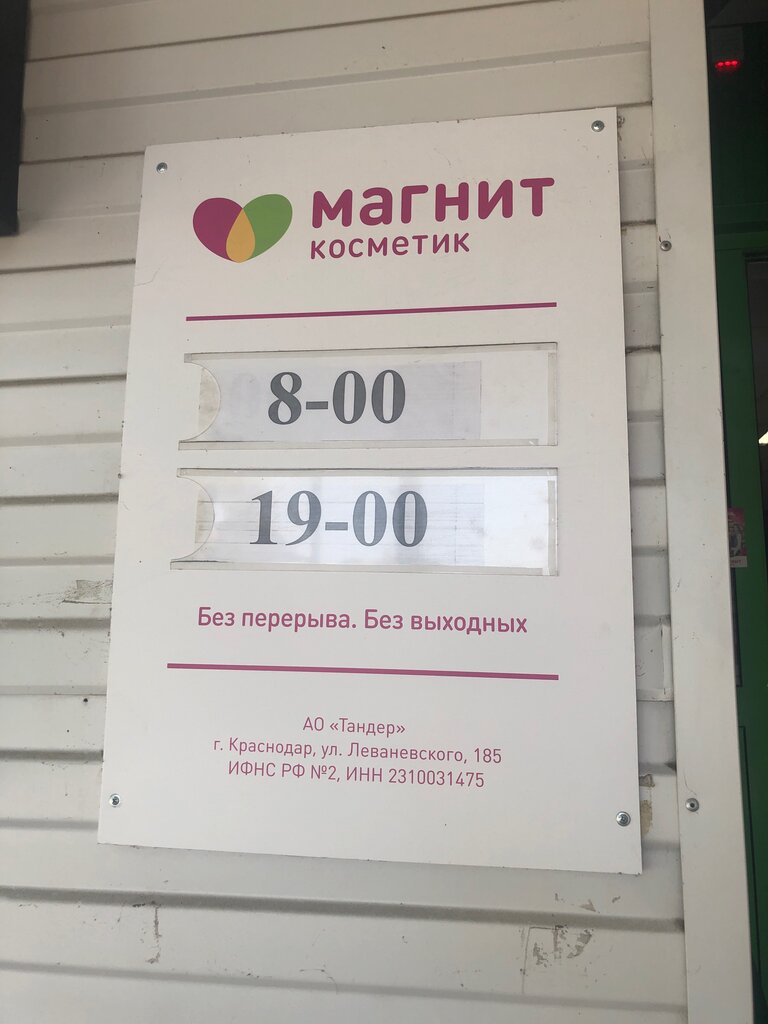 магнит
косметик
8-00
19-00
Без перерыва. Без выходных
АО «Тандер»
г. Краснодар, ул. Леваневского, 185
ИФНС РФ №2, ИНН 2310031475